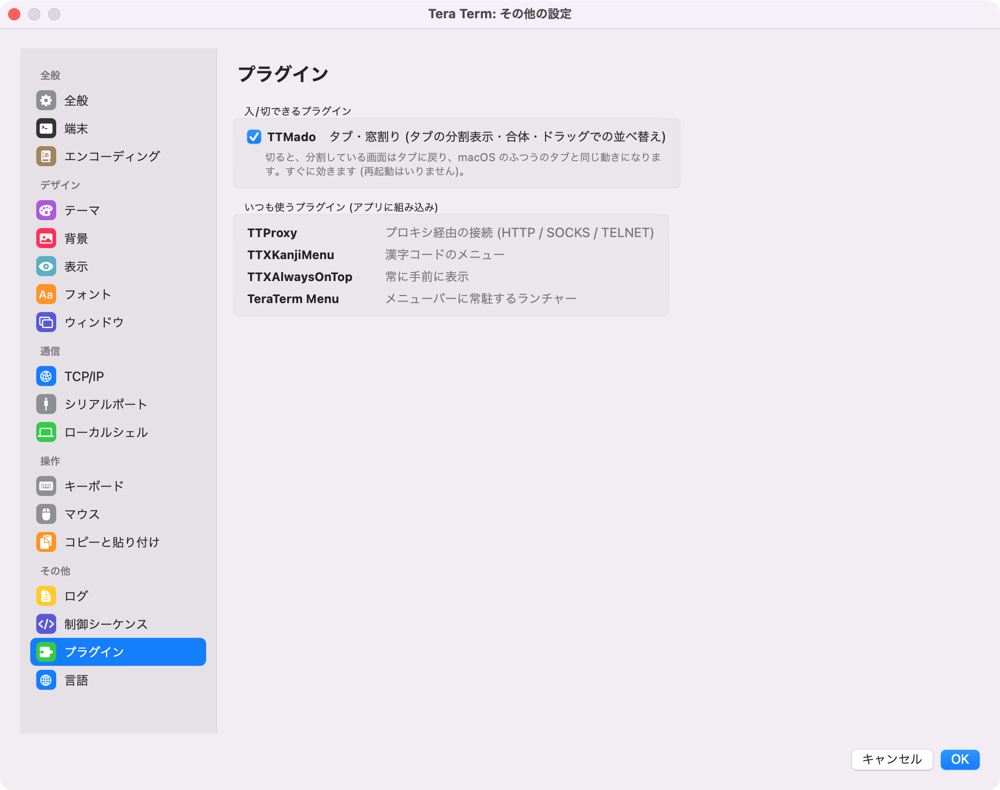 Tera Term: その他の設定
全般
全般
端末
エンコーディング
デザイン
テーマ
背景
表示
Aa
フォント
ウィンドウ
通信
TCP/IP
シリアルポート
ローカルシェル
操作
キーボード
マウス
コピーと貼り付け
その他
ログ
</>
制御シーケンス
プラグイン
言語
プラグイン
入/切できるプラグイン
TTMado タブ・窓割り (タブの分割表示・合体・ドラッグでの並べ替え)
切ると、分割している画面はタブに戻り、macOS のふつうのタブと同じ動きになりま
す。すぐに効きます (再起動はいりません)。
いつも使うプラグイン (アプリに組み込み)
TTProxy プロキシ経由の接続 (HTTP / SOCKS / TELNET)
TTXKanjiMenu 漢字コードのメニュー
TTXAlwaysOnTop 常に手前に表示
TeraTerm Menu メニューバーに常駐するランチャー
キャンセル
OK